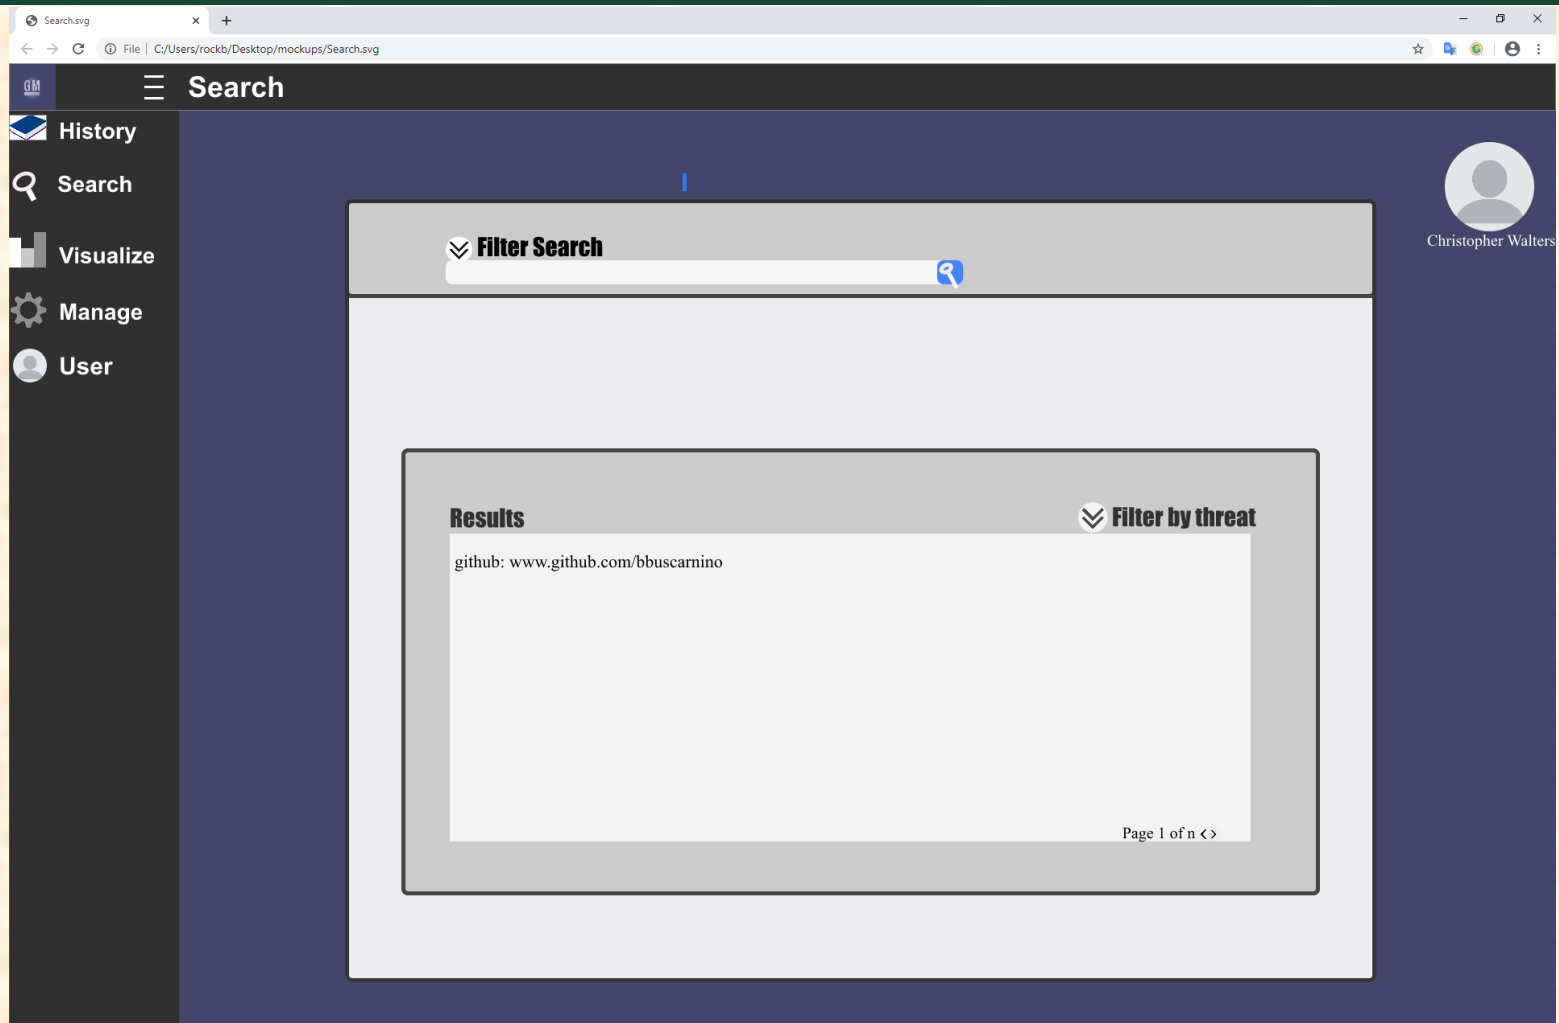 Search.svg
File C:/Users/rockb/Desktop/mockups/Search.svg
GM
Search
History
Search
Visualize
Manage
User
Christopher Walters
Filter Search
Results
Filter by threat
github: www.github.com/bbuscarnino
Page 1 of n < >